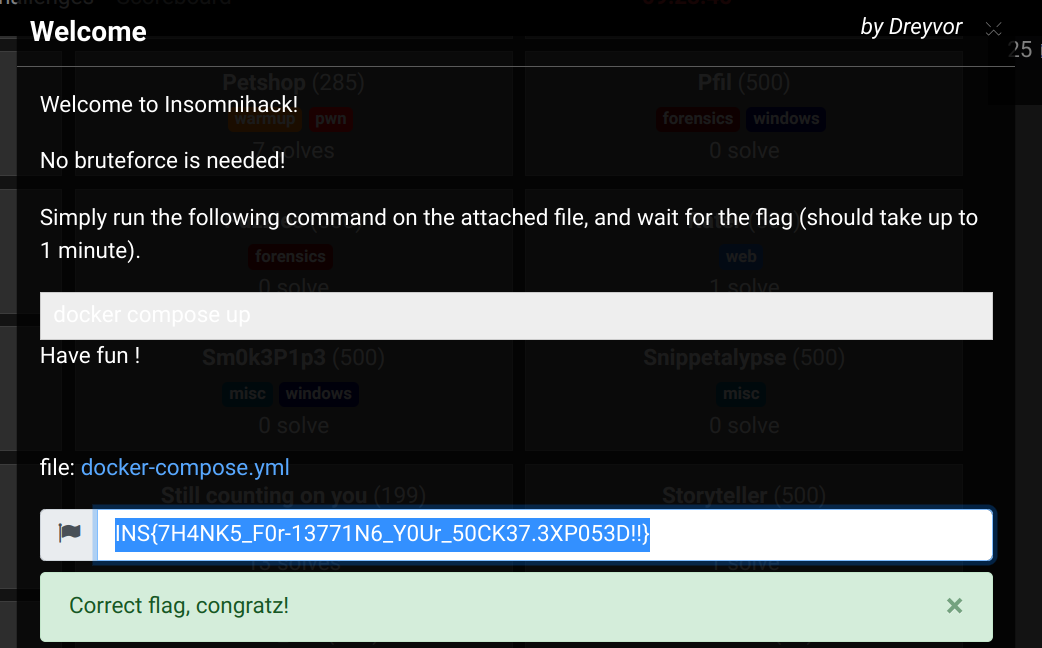 Scoreboard
Welcome
by Dreyvor
25
Petshop (285)
Pfil (500)
Welcome to Insomnihack!
warmup pwn
forensics windows
7 solves
0 solve
No bruteforce is needed!
Simply run the following command on the attached file, and wait for the flag (should take up to
1 minute).
forensics
web
0 solve
1 solve
docker compose up
Have fun !
Sm0k3P1p3 (500)
Snippetalypse (500)
misc windows
misc
0 solve
0 solve
file: docker-compose.yml
Still counting on you (199)
Storyteller (500)
INS{7H4NK5_F0r-13771N6_Y0Ur_50CK37.3XP053D!!}
13 solves
1 solve
Correct flag, congratz!